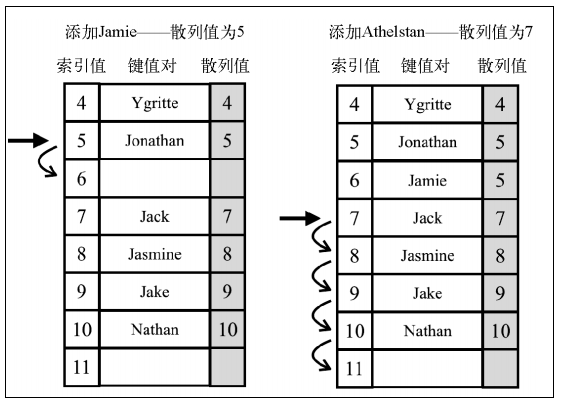 添加Jamie——散列值为5
索引值 键值对 散列值
4 Ygritte 4
5 Jonathan 5
6
7 Jack 7
8 Jasmine 8
9 Jake 9
10 Nathan 10
11
添加Athelstan——散列值为7
索引值 键值对 散列值
4 Ygritte 4
5 Jonathan 5
6 Jamie 5
7 Jack 7
8 Jasmine 8
9 Jake 9
10 Nathan 10
11